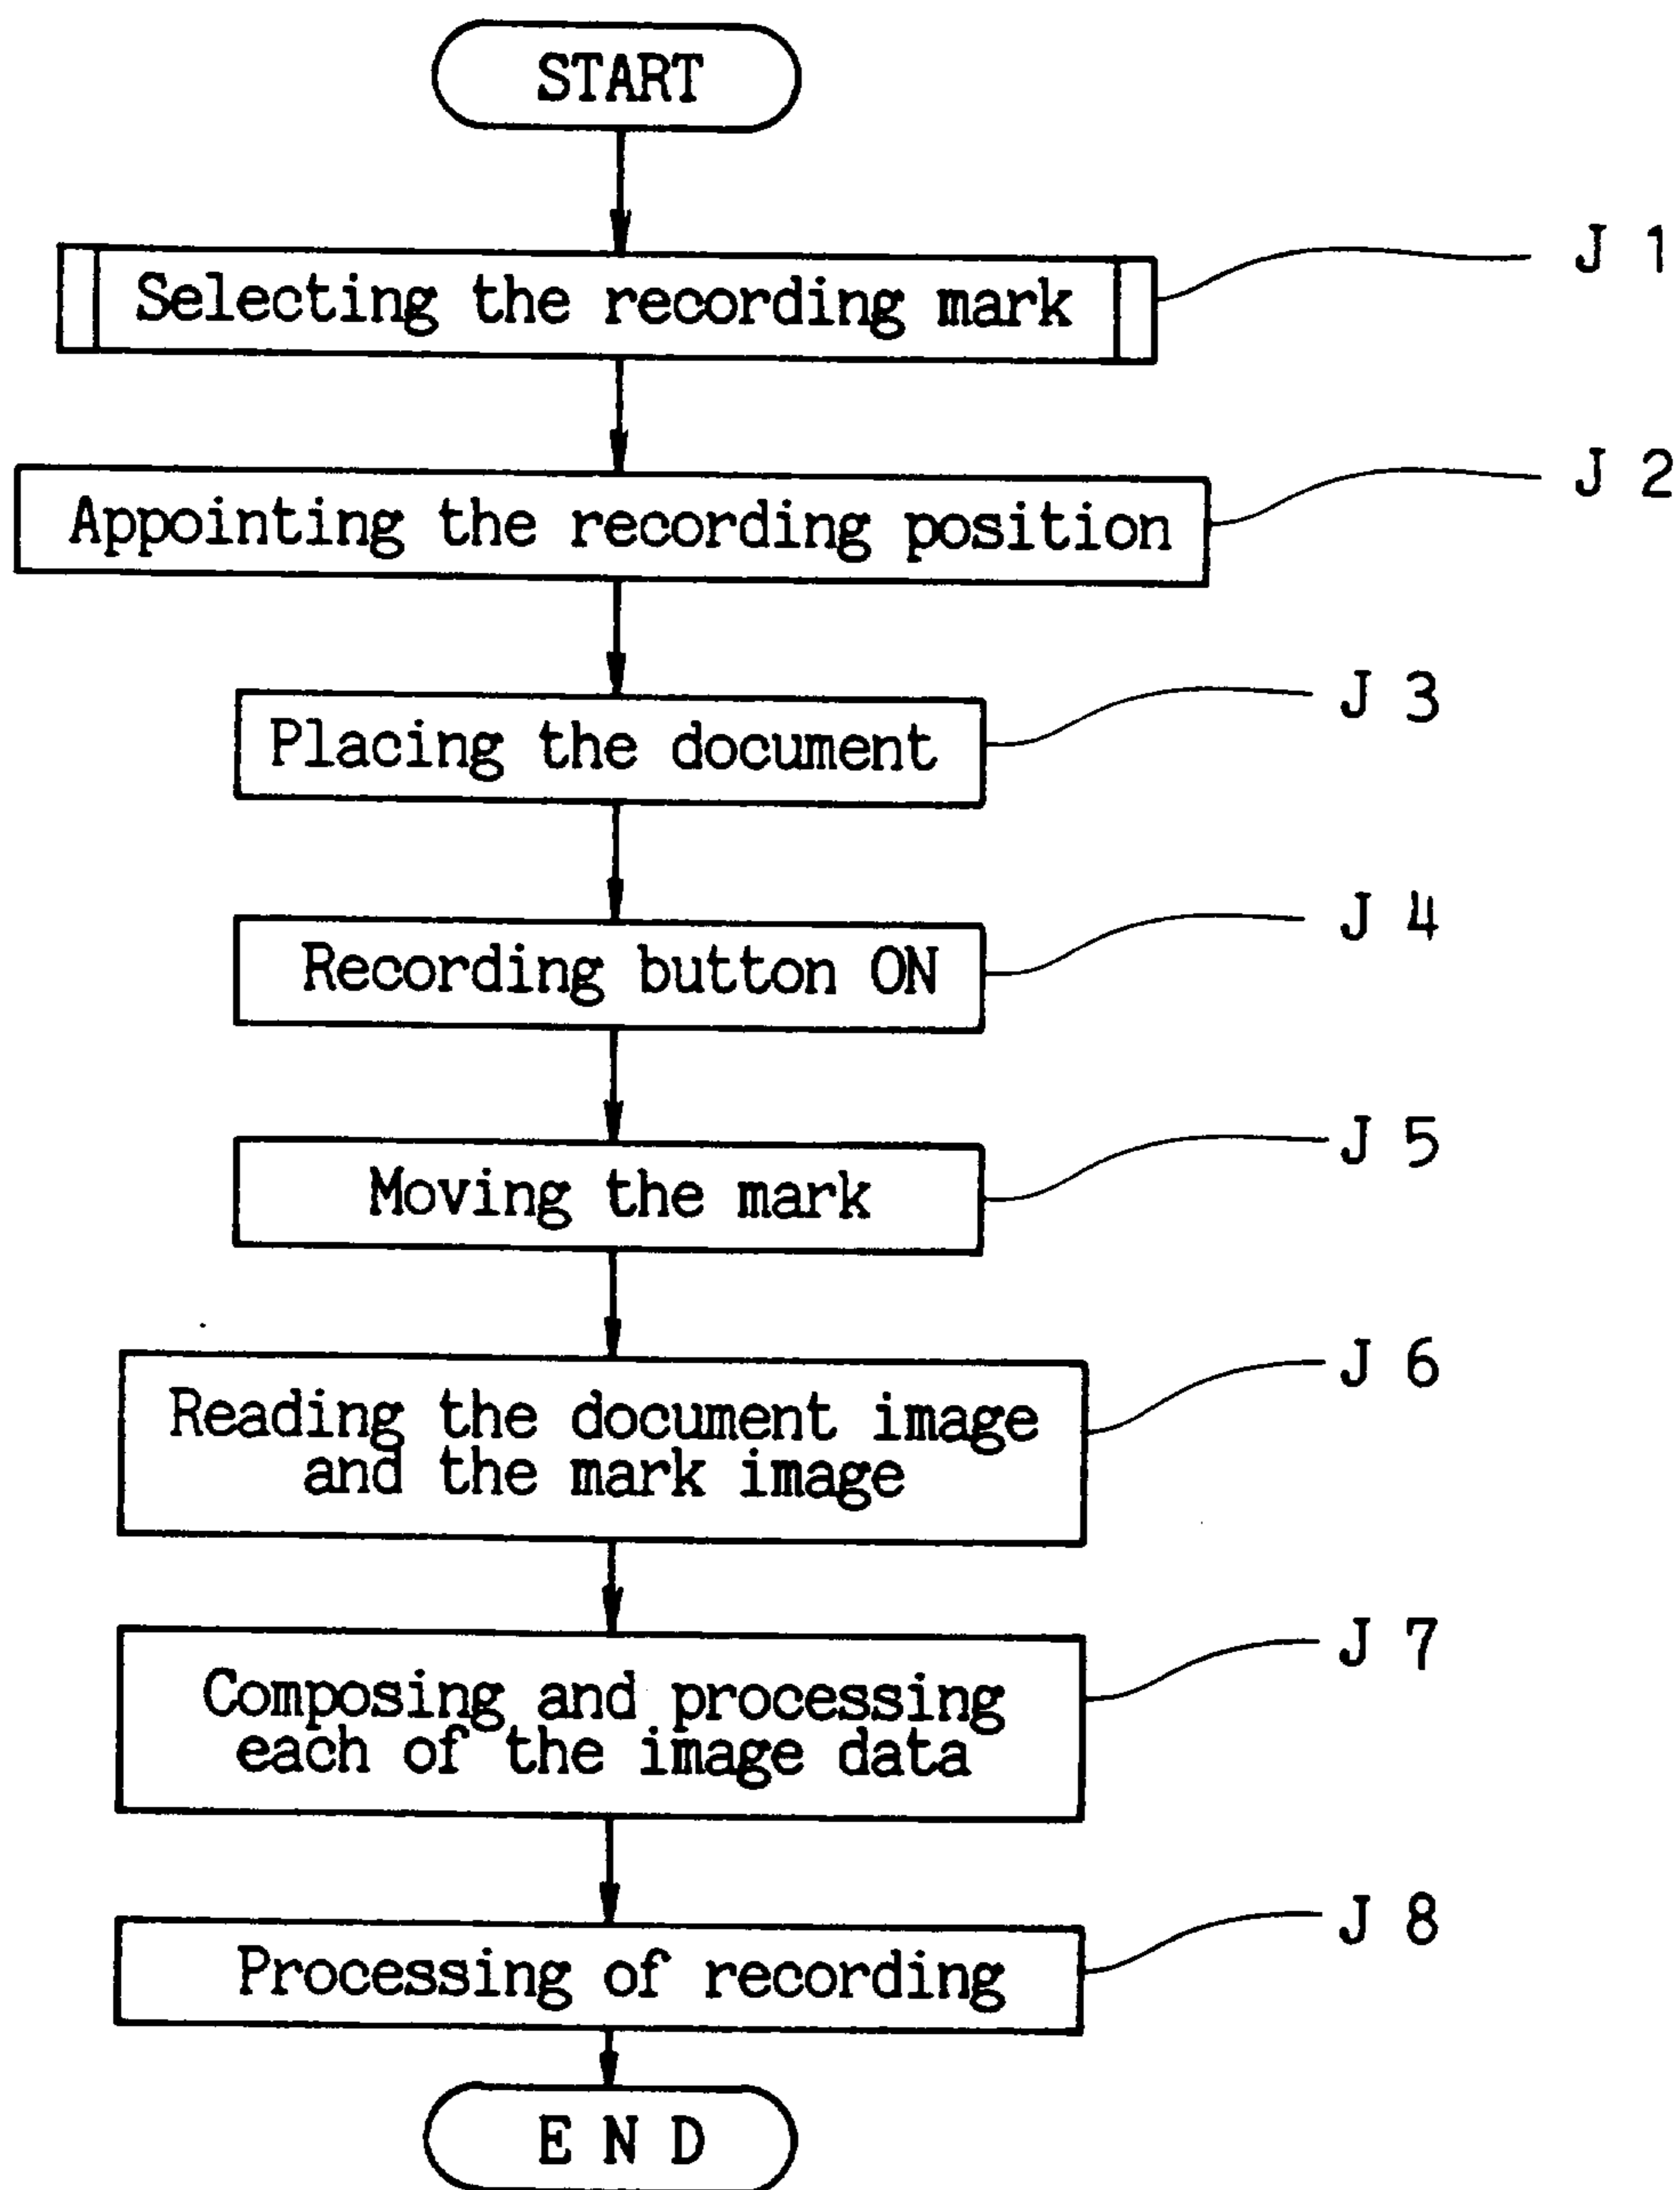 START
Selecting the recording mark
J 1
Appointing the recording position
J 2
Placing the document
J 3
Recording button ON
J 4
Moving the mark
J 5
Reading the document image
and the mark image
J 6
Composing and processing
each of the image data
J 7
Processing of recording
J 8
E N D